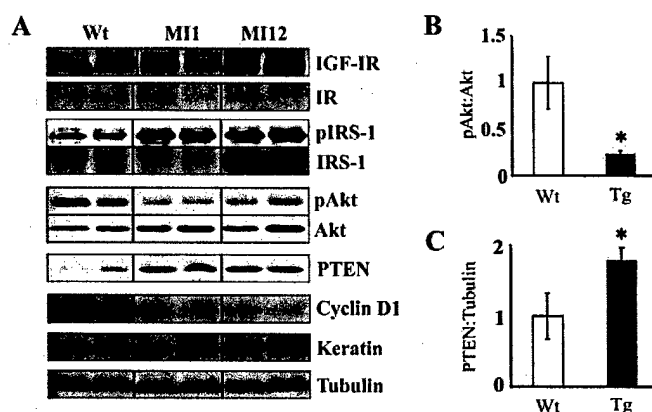 A
Wt MI1 MI12
IGF-IR
IR
pIRS-1
IRS-1
pAkt
Akt
PTEN
Cyclin D1
Keratin
Tubulin
B
pAkt:Akt
1.5
1
0.5
0
*
Wt Tg
C
PTEN:Tubulin
2
1
0
*
Wt Tg